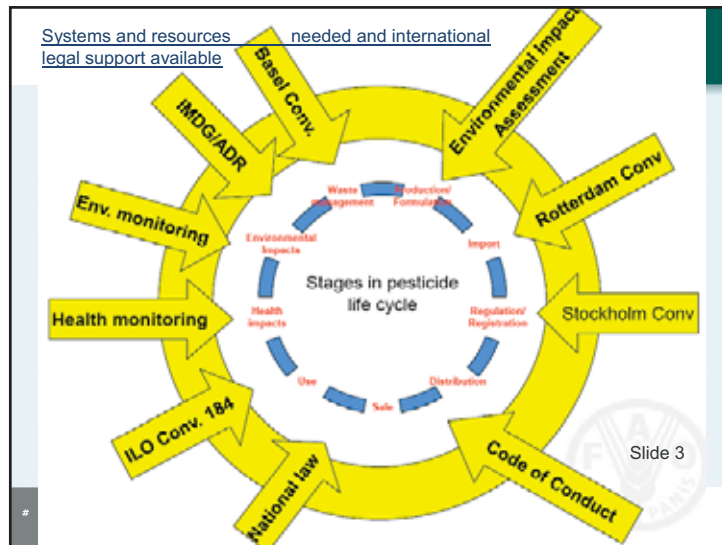 Systems and resources needed and international
legal support available
Basel Conv.
Environmental Impact
Assessment
IMDG/ADR
Rotterdam Conv
Env. monitoring
Waste
management
Production/
Formulation
Environmental
Impacts
Import
Stages in pesticide
life cycle
Health monitoring
Health
impacts
Regulation/
Registration
Stockholm Conv
Use
Distribution
Sale
ILO Conv. 184
National law
Code of Conduct
Slide 3
FAO
PANIS
#